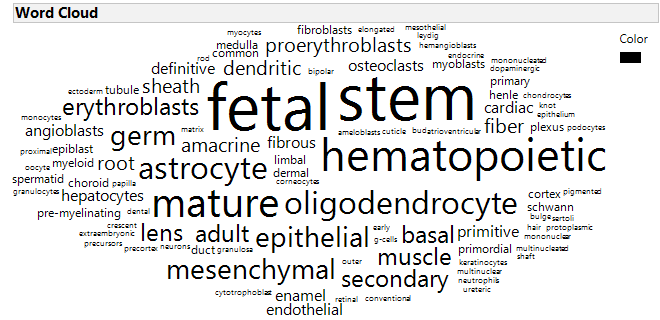 Word Cloud
Color
myocytes fibroblasts elongated mesothelial
leydig
medulla proerythroblasts hemangioblasts
common endocrine
rod
definitive dendritic bipolar osteoclasts myoblasts mononucleated
dopaminergic
ectoderm tubule sheath primary
henle chondrocytes
erythroblasts fetal stem cardiac knot
monocytes epithelium
angioblasts germ matrix fiber plexus podocytes
ameloblasts cuticle bud atrioventricular
proximal epiblast amacrine fibrous
oocyte myeloid root astrocyte limbal hematopoietic
spermatid choroid papilla dermal
corneocytes
granulocytes hepatocytes
mature oligodendrocyte cortex pigmented
pre-myelinating dental schwann
bulge sertoli
crescent lens adult epithelial early basal primitive hair protoplasmic
extraembryonic mononuclear
precursors precortex neurons duct granulosa g-cells primordial multinucleated
shaft
mesenchymal outer muscle keratinocytes
multinuclear
secondary neutrophils
ureteric
cytotrophoblast enamel retinal conventional
endothelial